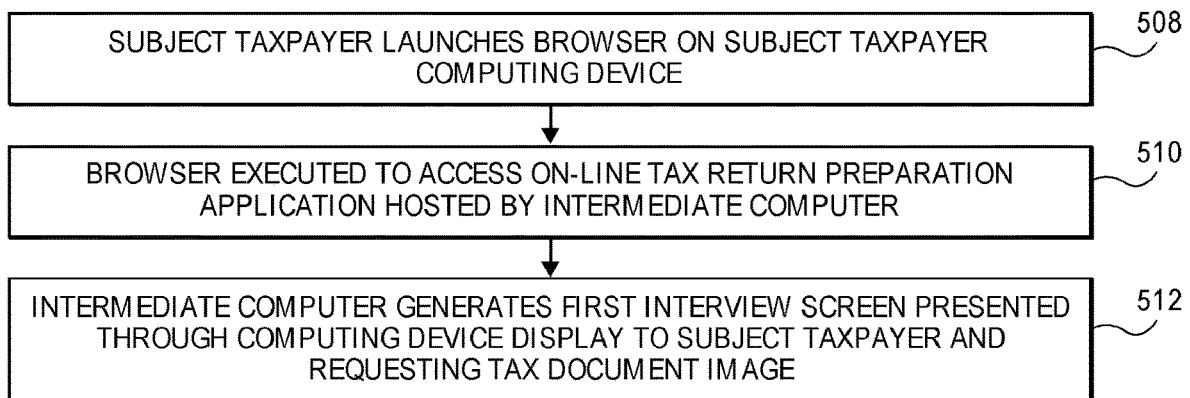 SUBJECT TAXPAYER LAUNCHES BROWSER ON SUBJECT TAXPAYER
COMPUTING DEVICE
508
BROWSER EXECUTED TO ACCESS ON-LINE TAX RETURN PREPARATION
APPLICATION HOSTED BY INTERMEDIATE COMPUTER
510
INTERMEDIATE COMPUTER GENERATES FIRST INTERVIEW SCREEN PRESENTED
THROUGH COMPUTING DEVICE DISPLAY TO SUBJECT TAXPAYER AND
REQUESTING TAX DOCUMENT IMAGE
512